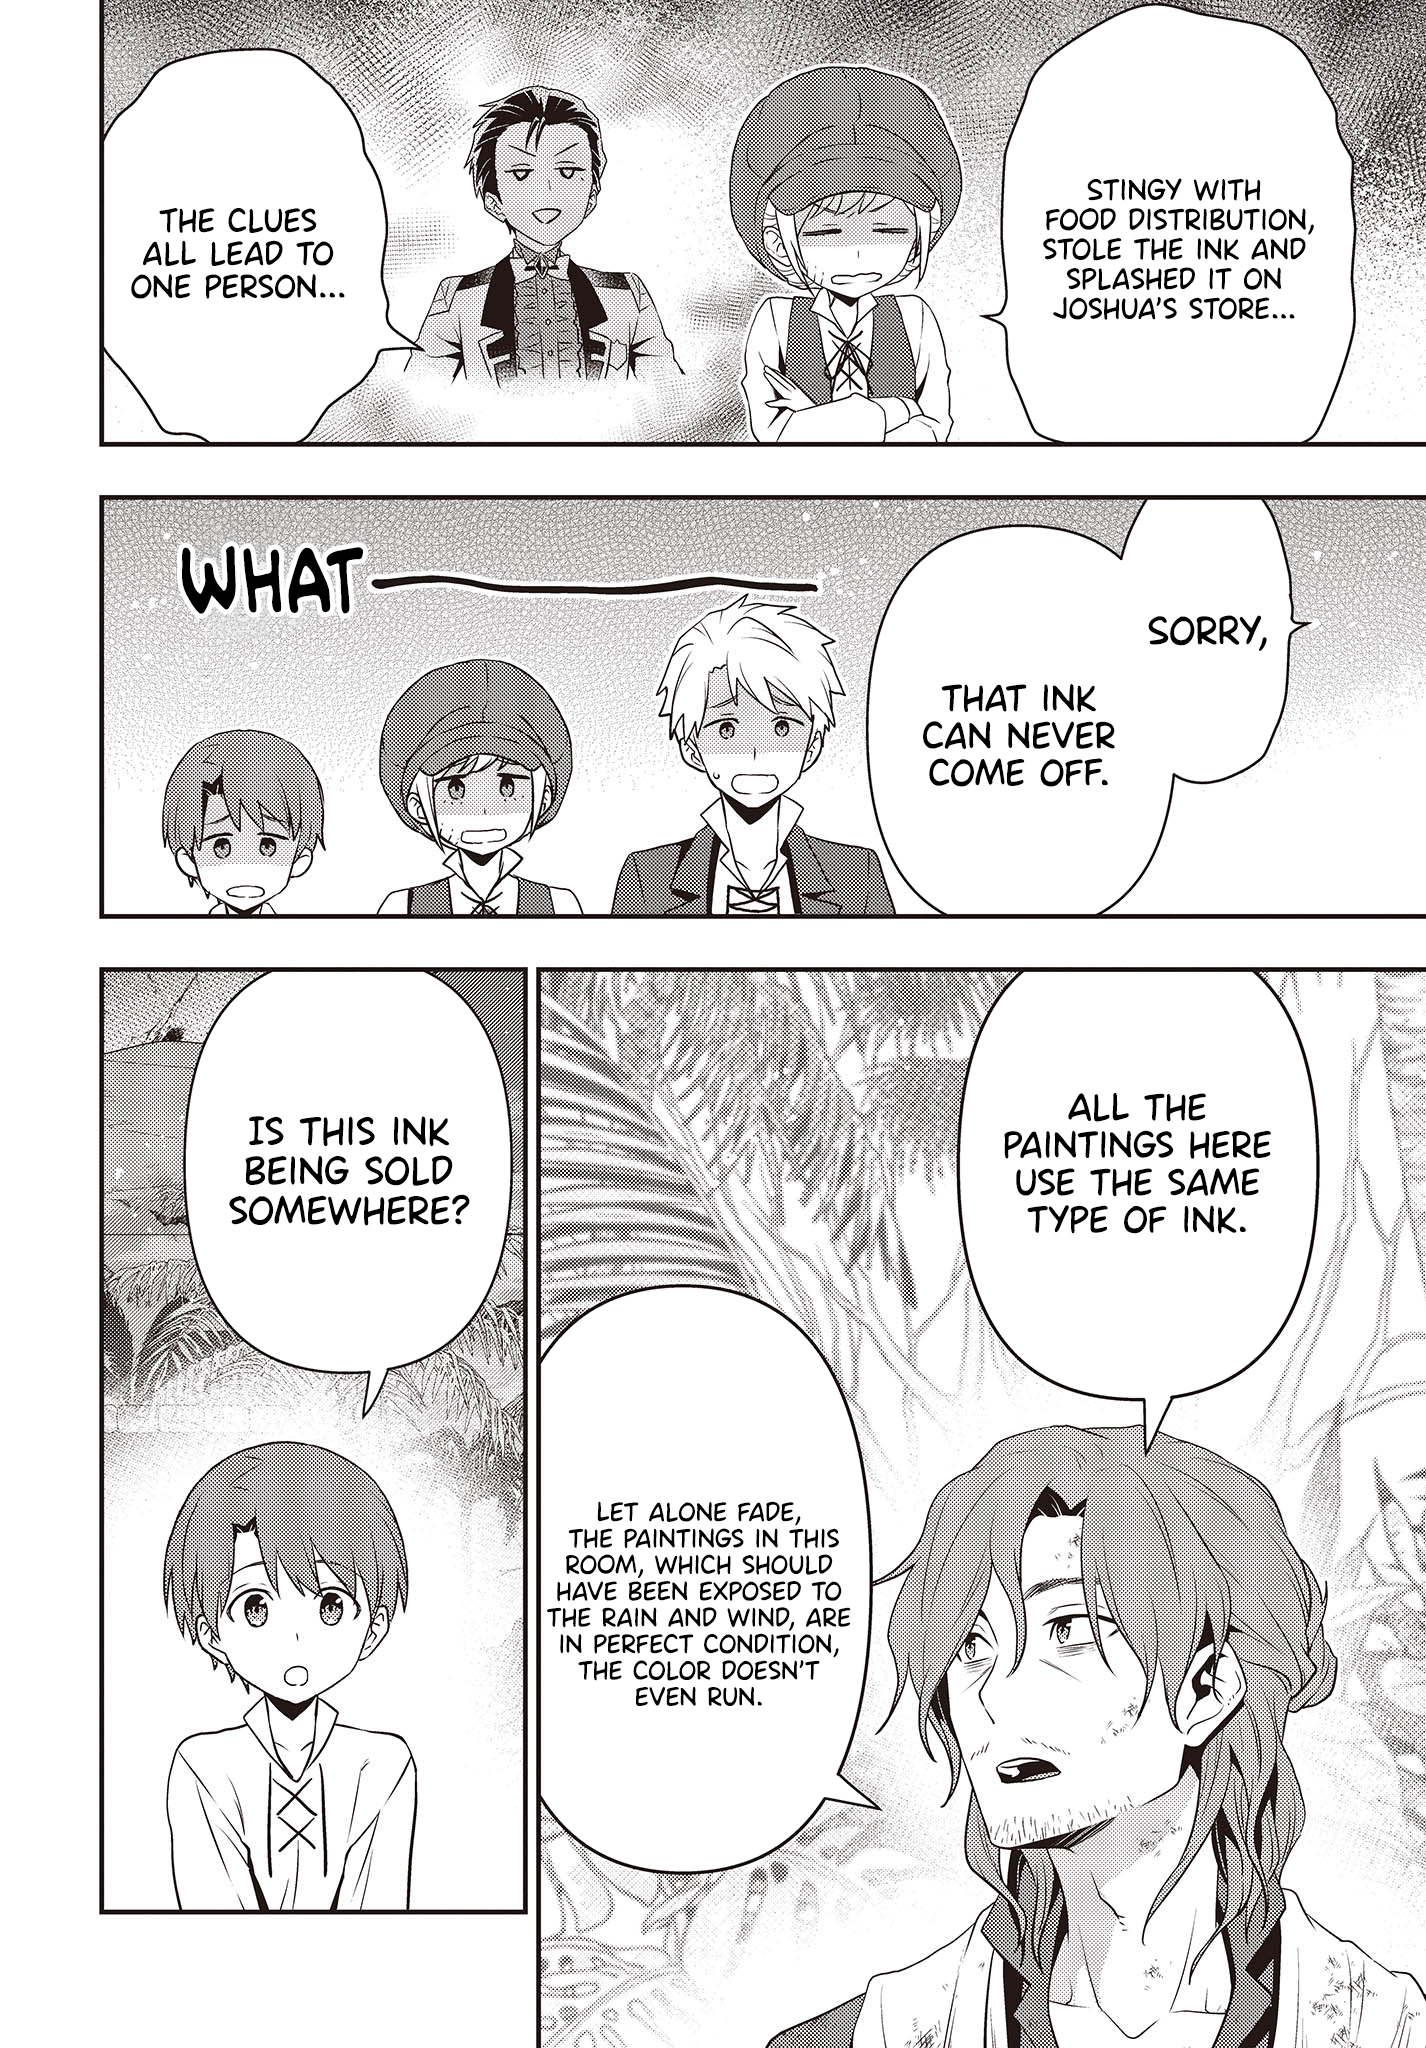 STINGY WITH
FOOD DISTRIBUTION,
STOLE THE INK AND
SPLASHED IT ON
JOSHUA'S STORE...
THE CLUES
ALL LEAD TO
ONE PERSON...
SORRY,
THAT INK
CAN NEVER
COME OFF.
WHAT
ALL THE
PAINTINGS HERE
USE THE SAME
TYPE OF INK.
LET ALONE FADE,
THE PAINTINGS IN THIS
ROOM, WHICH SHOULD
HAVE BEEN EXPOSED TO
THE RAIN AND WIND, ARE
IN PERFECT CONDITION,
THE COLOR DOESN'T
EVEN RUN.
IS THIS INK
BEING SOLD
SOMEWHERE?